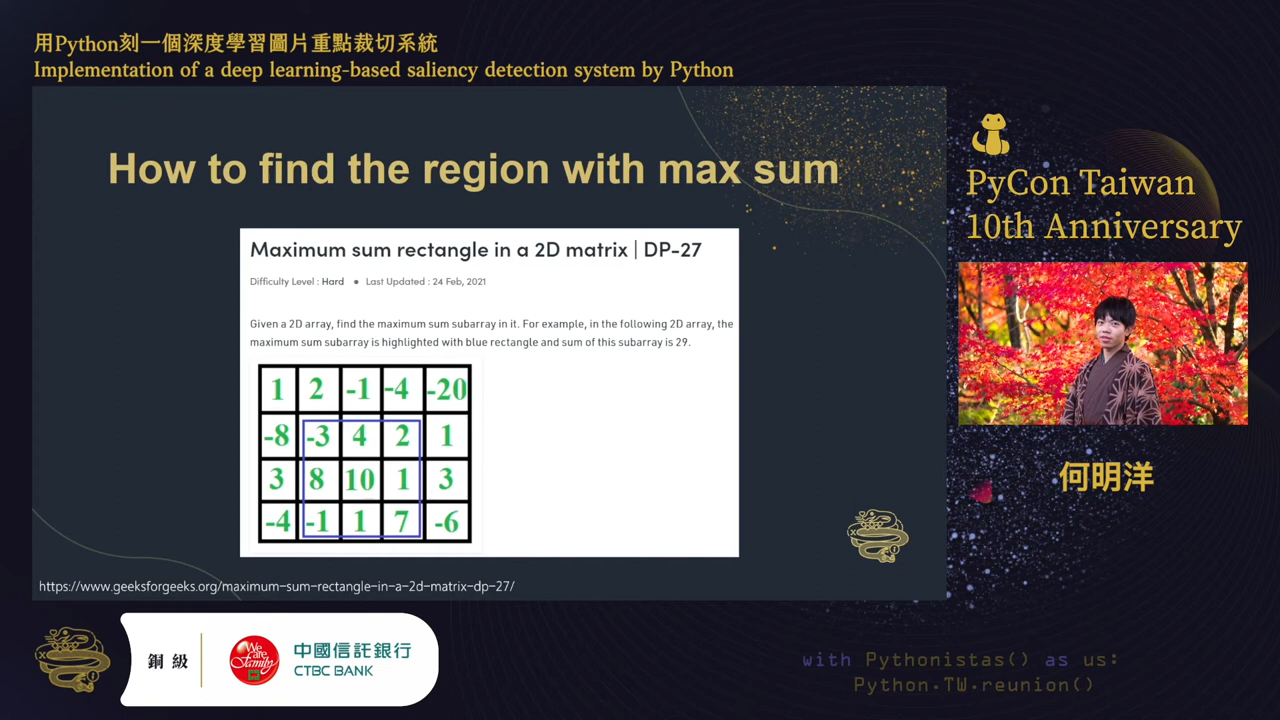 用Python刻一個深度學習圖片重點裁切系統
Implementation of a deep learning-based saliency detection system by Python
How to find the region with max sum
Maximum sum rectangle in a 2D matrix | DP-27
Difficulty Level : Hard ● Last Updated : 24 Feb, 2021
Given a 2D array, find the maximum sum subarray in it. For example, in the following 2D array, the
maximum sum subarray is highlighted with blue rectangle and sum of this subarray is 29.
1 2 -1 -4 -20
-8 -3 4 2 1
3 8 10 1 3
-4 -1 1 7 -6
https://www.geeksforgeeks.org/maximum-sum-rectangle-in-a-2d-matrix-dp-27/
PyCon Taiwan
10th Anniversary
何明洋
銅級
We
are
Family
中國信託銀行
CTBC BANK
with Pythonistas() as us:
Python.TW.reunion()